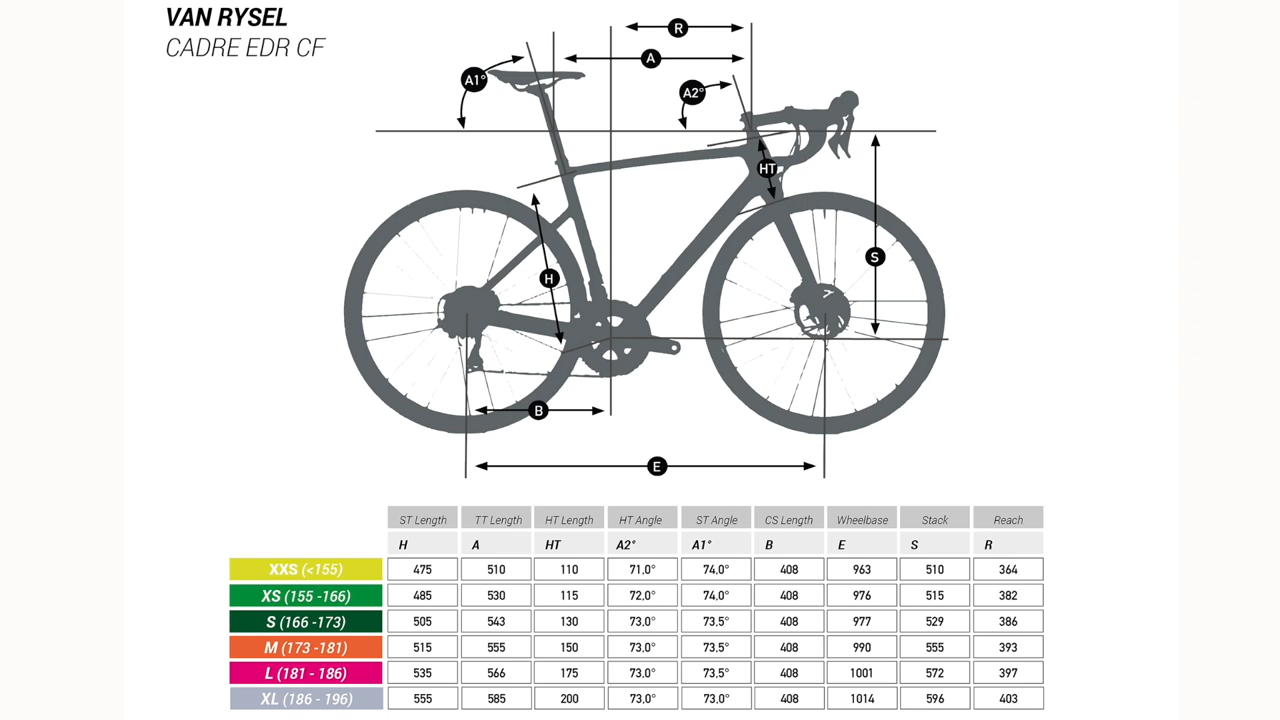 VAN RYSEL
CADRE EDR CF
R
A
A1°
A2°
HT
S
H
B
E
ST Length TT Length HT Length HT Angle ST Angle CS Length Wheelbase Stack Reach
H A HT A2° A1° B E S R
XXS (<155) 475 510 110 71,0° 74,0° 408 963 510 364
XS (155 -166) 485 530 115 72,0° 74,0° 408 976 515 382
S (166 -173) 505 543 130 73,0° 73,5° 408 977 529 386
M (173 -181) 515 555 150 73,0° 73,5° 408 990 555 393
L (181 - 186) 535 566 175 73,0° 73,5° 408 1001 572 397
XL (186 - 196) 555 585 200 73,0° 73,0° 408 1014 596 403